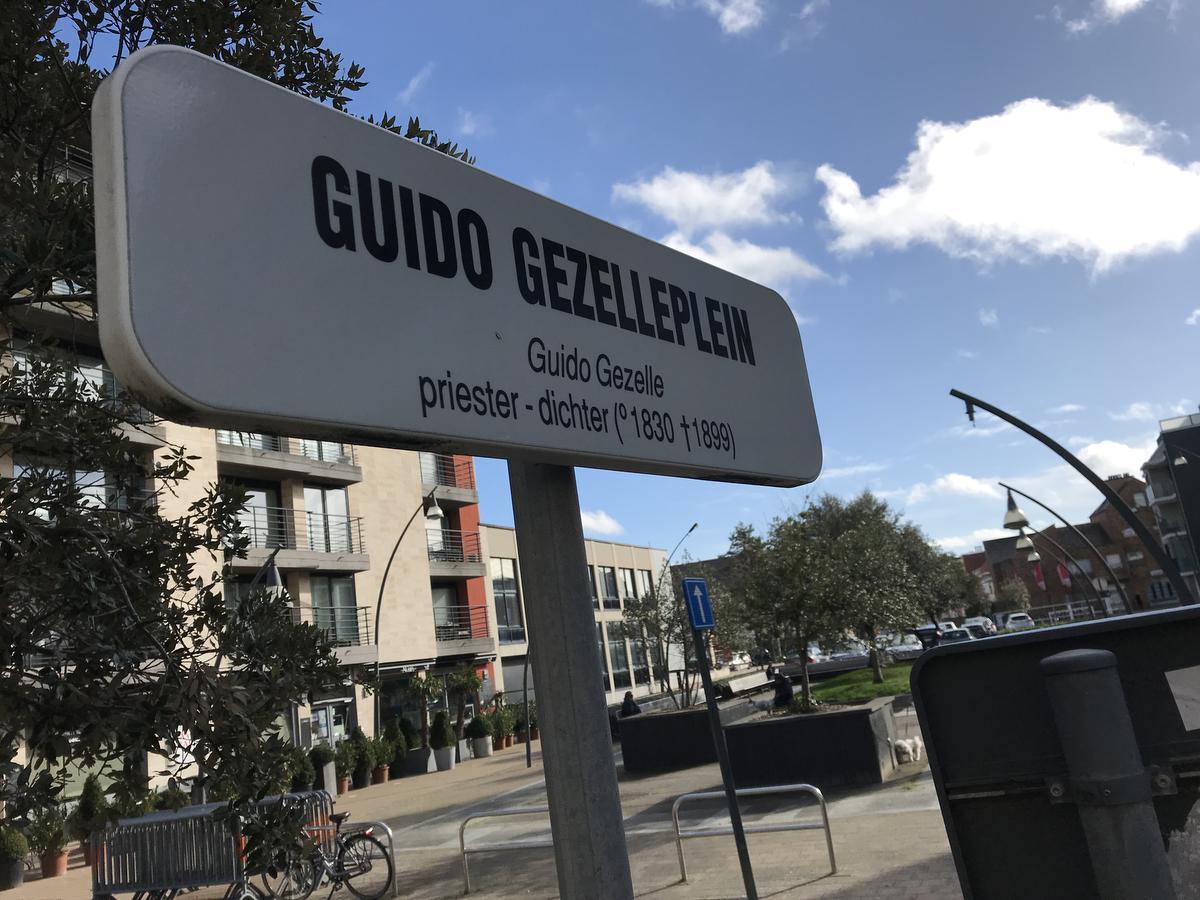 GUIDO GEZELLEPLEIN
Guido Gezelle
priester - dichter (° 1830 † 1899)